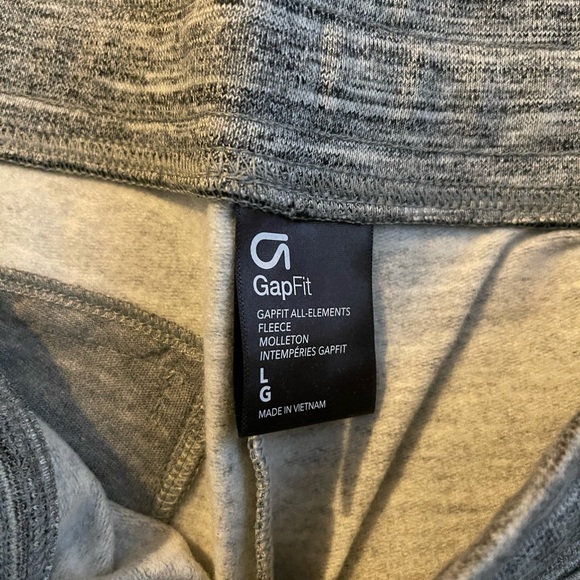 GapFit
GAPFIT ALL-ELEMENTS
FLEECE
MOLLETON
INTEMPÉRIES GAPFIT
L
G
MADE IN VIETNAM